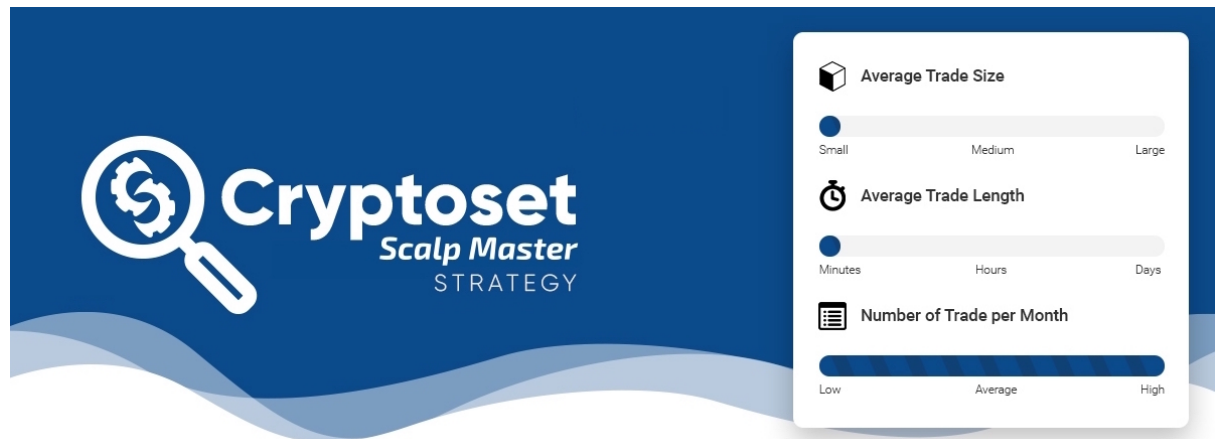 Cryptoset
Scalp Master
STRATEGY
Average Trade Size
Small Medium Large
Average Trade Length
Minutes Hours Days
Number of Trade per Month
Low Average High